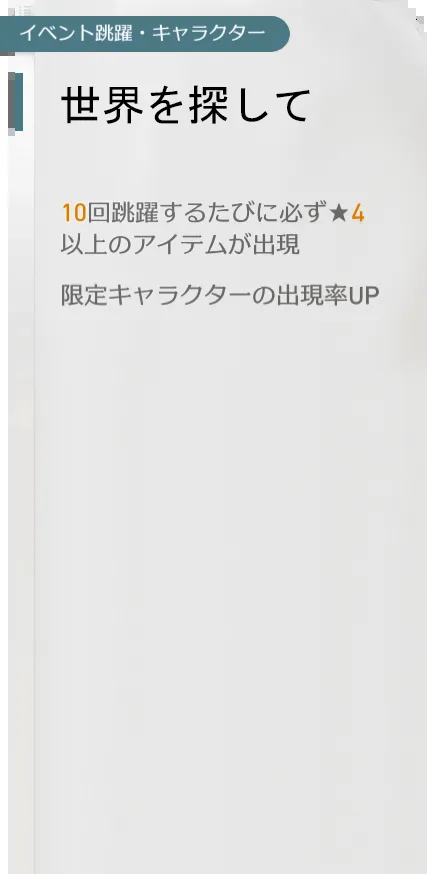 イベント跳躍・キャラクター
世界を探して
10回跳躍するたびに必ず★4
以上のアイテムが出現
限定キャラクターの出現率UP